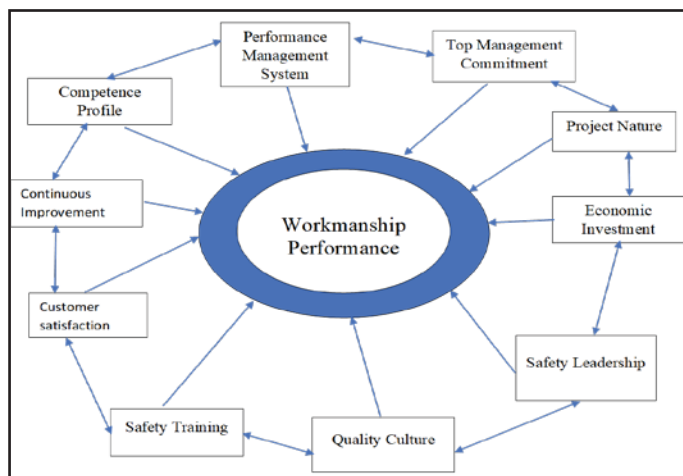 Performance
Management
System
Top Management
Commitment
Competence
Profile
Project Nature
Continuous
Improvement
Workmanship
Performance
Economic
Investment
Customer
satisfaction
Safety Leadership
Safety Training
Quality Culture